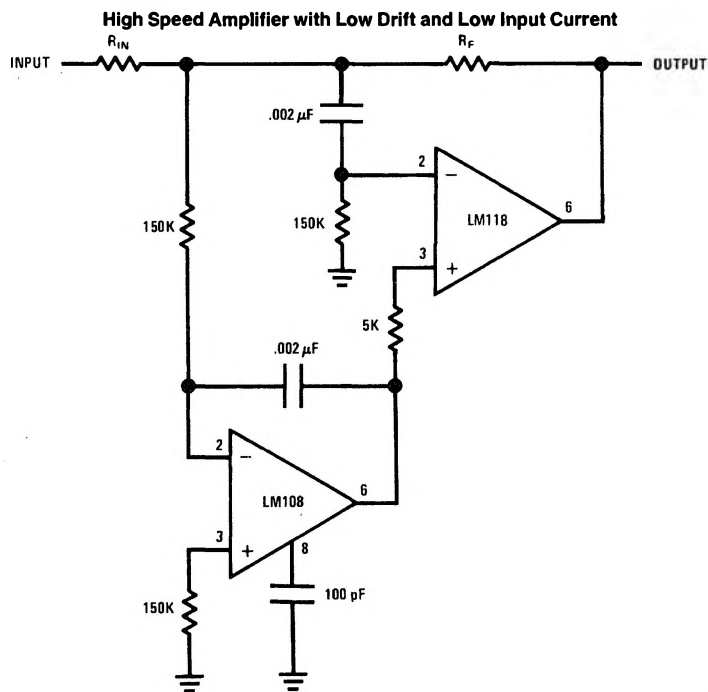 High Speed Amplifier with Low Drift and Low Input Current
RIN
RF
INPUT
OUTPUT
.002 µF
2
−
6
150K
150K
LM118
3
+
5K
.002 µF
2
−
6
LM108
3
+
8
150K
100 pF